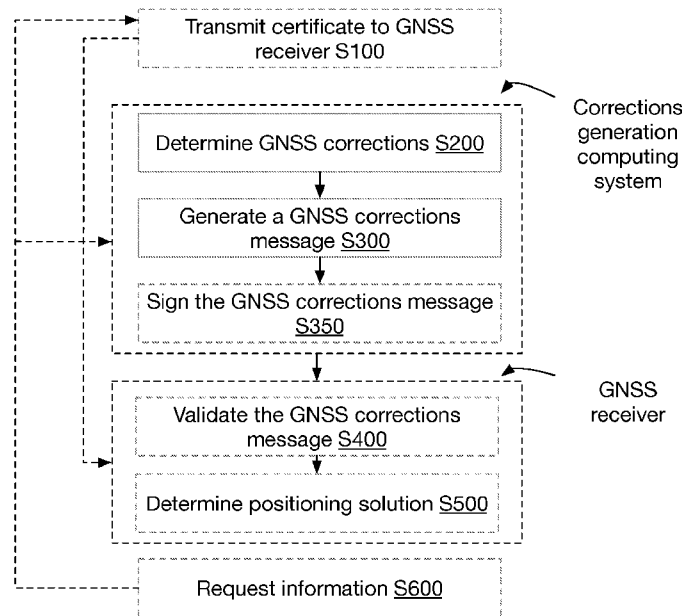 Transmit certificate to GNSS
receiver S100
Corrections
generation
computing
system
Determine GNSS corrections S200
Generate a GNSS corrections
message S300
Sign the GNSS corrections message
S350
GNSS
receiver
Validate the GNSS corrections
message S400
Determine positioning solution S500
Request information S600